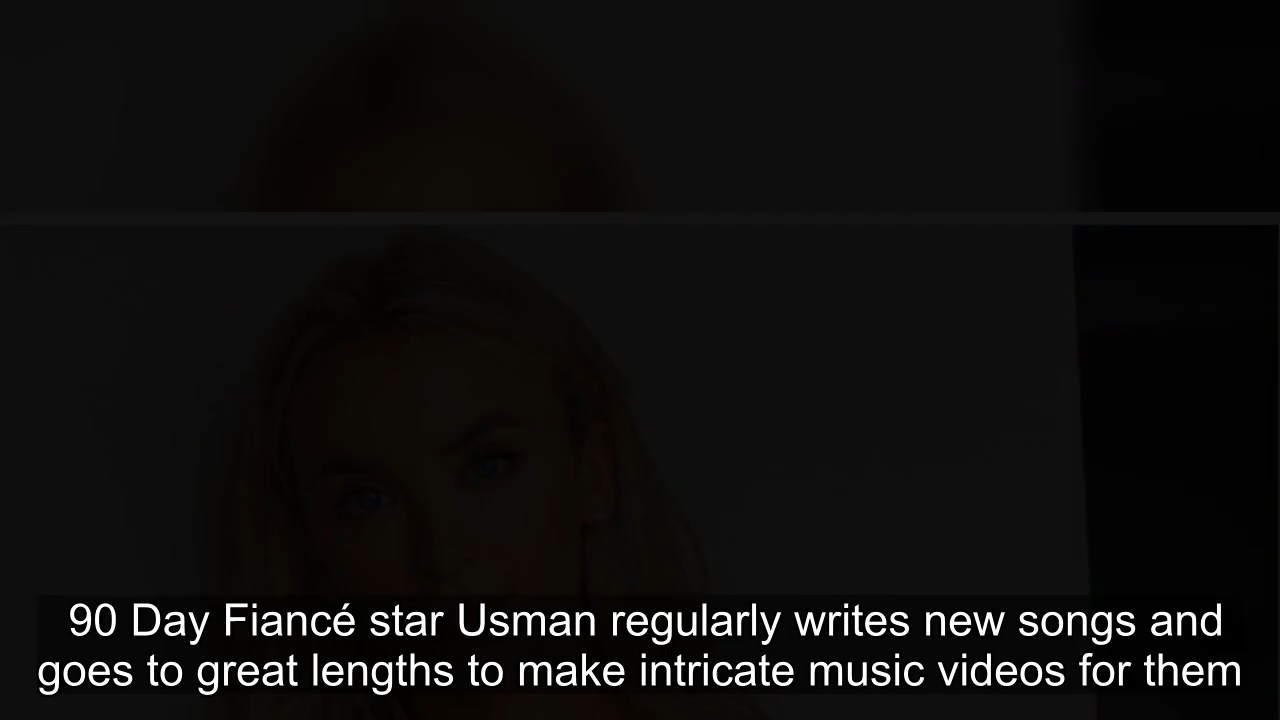 90 Day Fiancé star Usman regularly writes new songs and
goes to great lengths to make intricate music videos for them